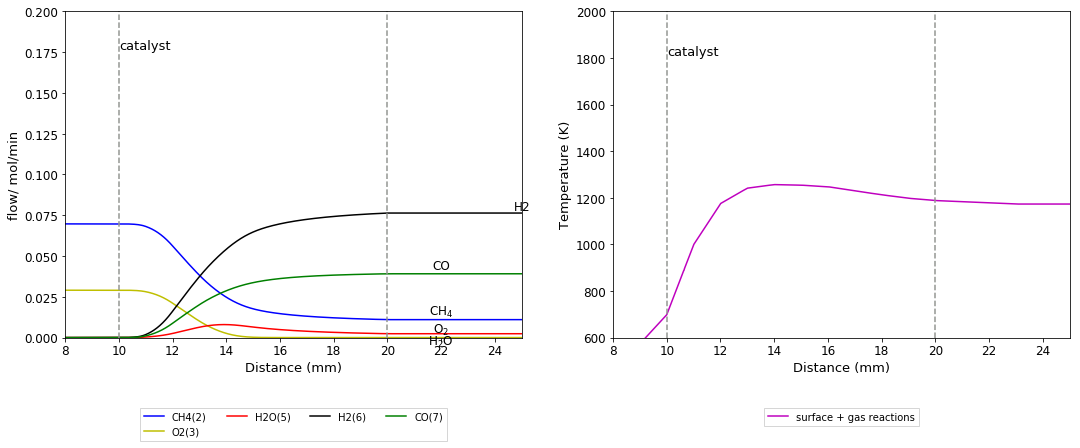 0.200
0.175
0.150
0.125
0.100
0.075
0.050
0.025
0.000
flow/ mol/min
catalyst
H2
CO
CH₄
O₂
H₂O
8 10 12 14 16 18 20 22 24
Distance (mm)
CH4(2) H2O(5) H2(6) CO(7)
O2(3)
2000
1800
1600
1400
1200
1000
800
600
Temperature (K)
catalyst
8 10 12 14 16 18 20 22 24
Distance (mm)
surface + gas reactions